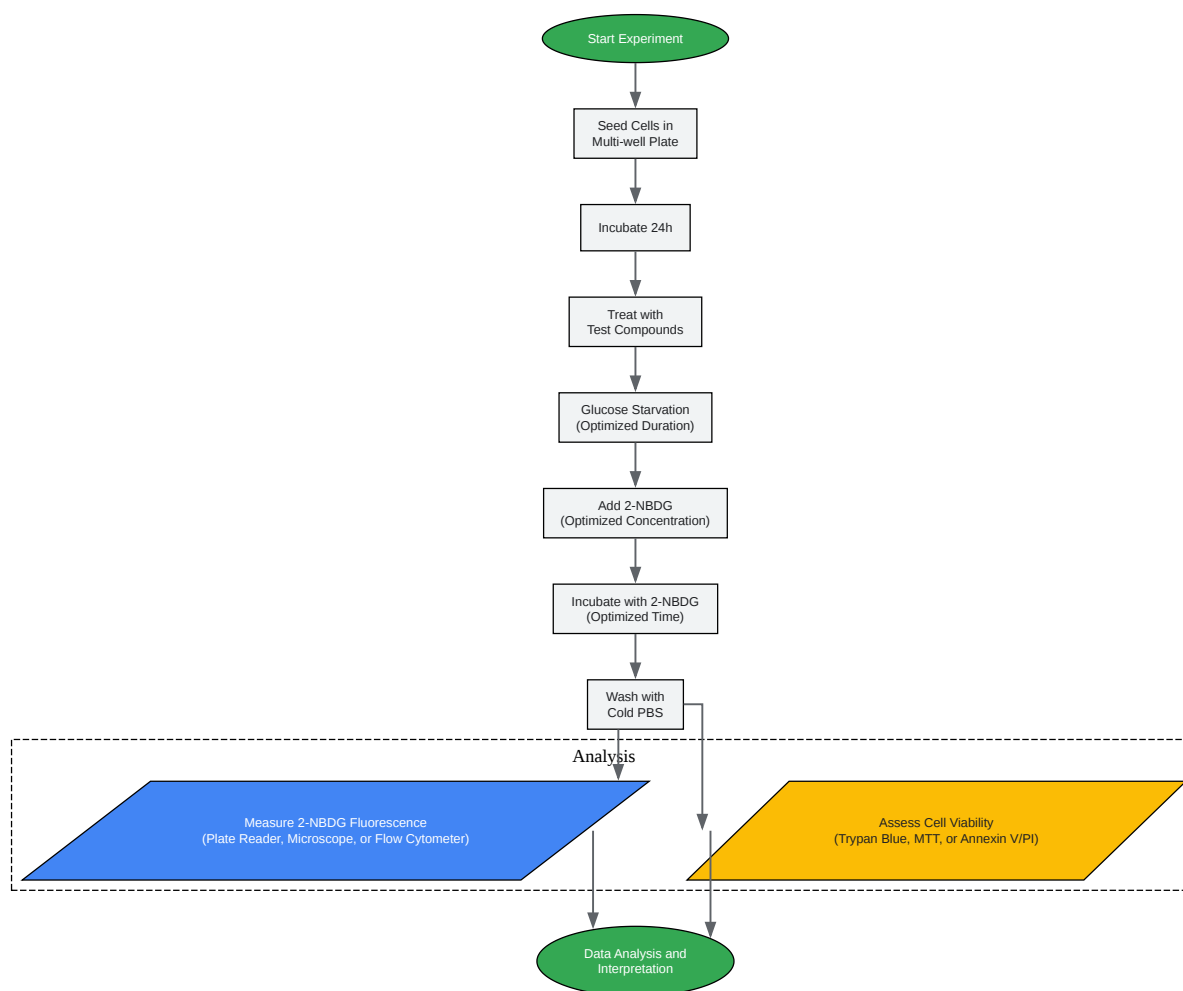 Start Experiment
Seed Cells in
Multi-well Plate
Incubate 24h
Treat with
Test Compounds
Glucose Starvation
(Optimized Duration)
Add 2-NBDG
(Optimized Concentration)
Incubate with 2-NBDG
(Optimized Time)
Wash with
Cold PBS
Analysis
Measure 2-NBDG Fluorescence
(Plate Reader, Microscope, or Flow Cytometer)
Assess Cell Viability
(Trypan Blue, MTT, or Annexin V/PI)
Data Analysis and
Interpretation